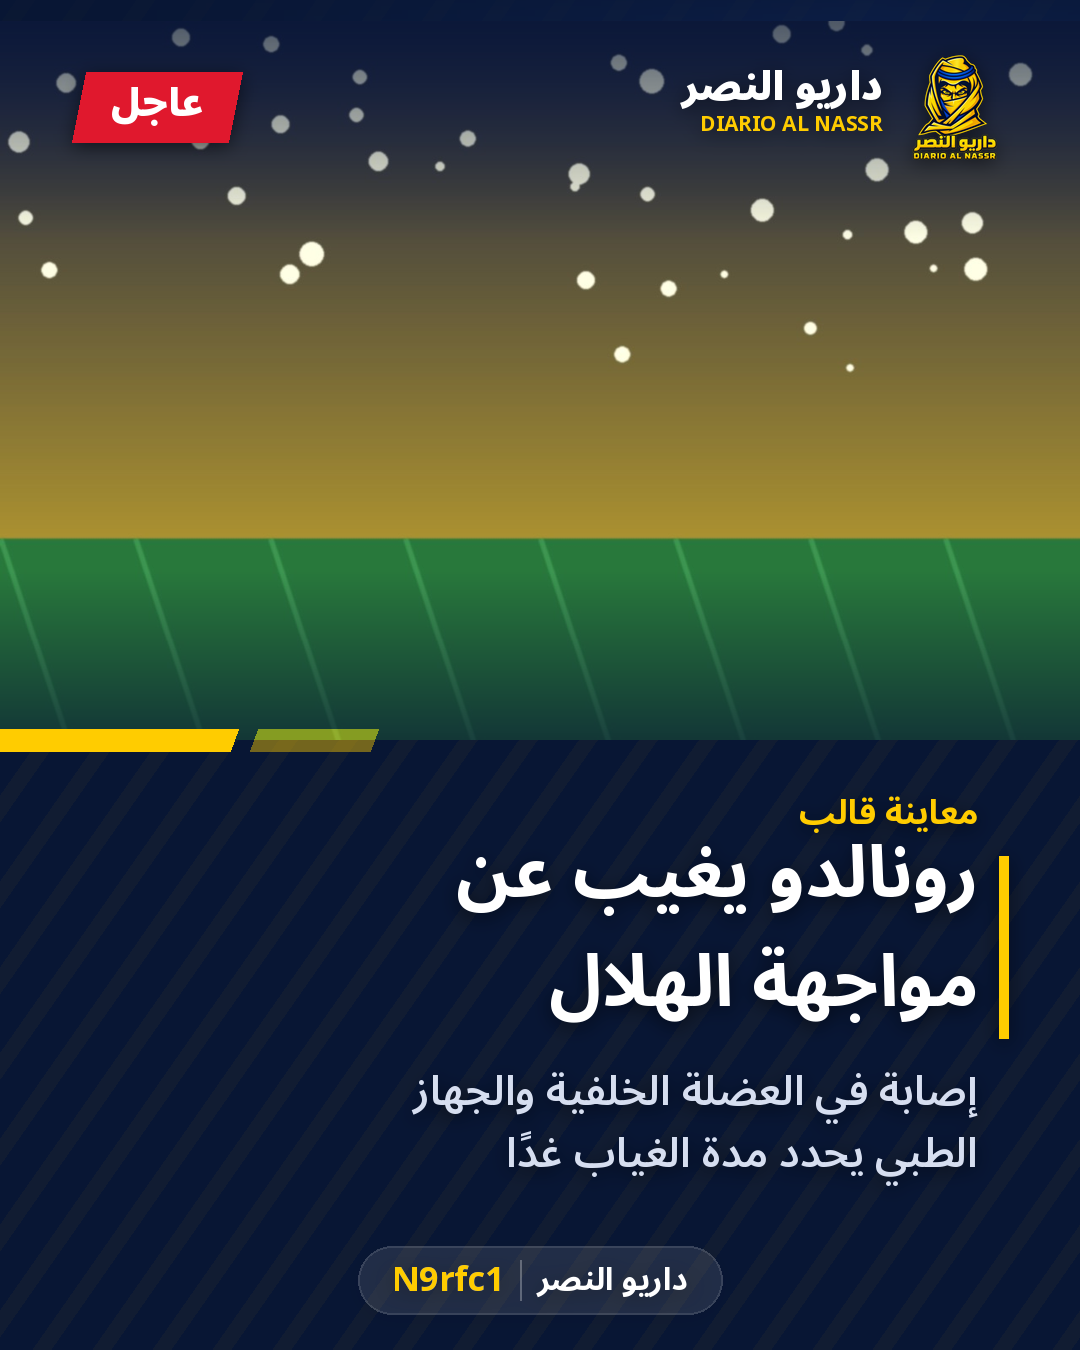 عاجل
داريو النصر
DIARIO AL NASSR
داريو النصر
DIARIO AL NASSR
معاينة قالب
رونالدو يغيب عن
مواجهة الهلال
إصابة في العضلة الخلفية والجهاز
الطبي يحدد مدة الغياب غدًا
داريو النصر | N9rfc1